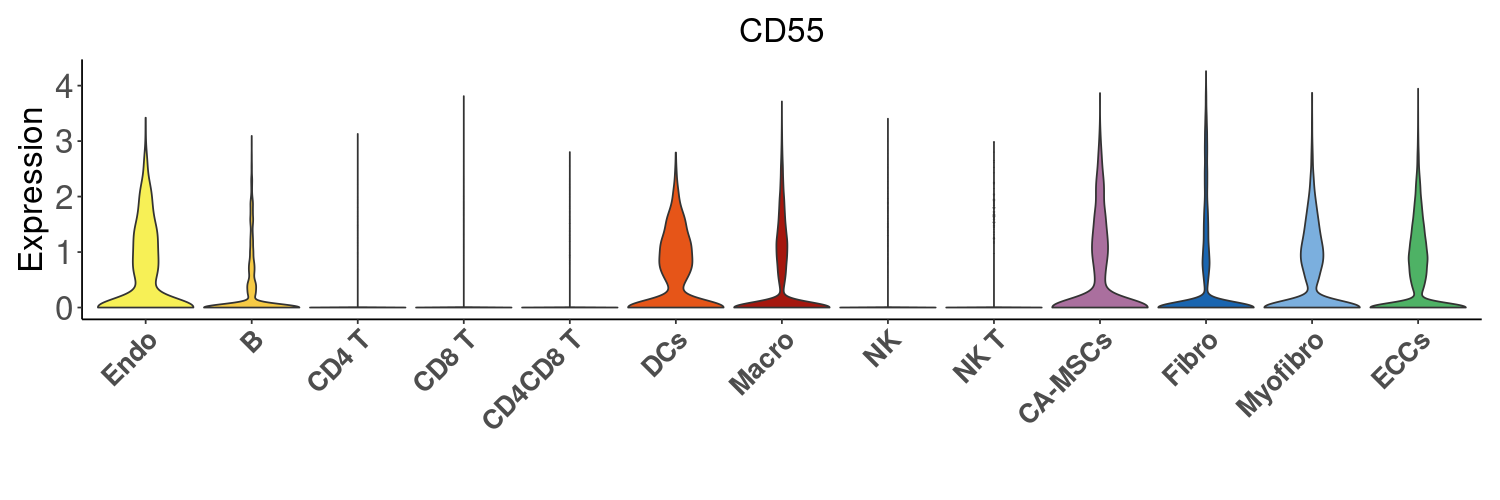 CD55
Expression
4
3
2
1
0
Endo
B
CD4 T
CD8 T
CD4CD8 T
DCs
Macro
NK
NK T
CA-MSCs
Fibro
Myofibro
ECCs